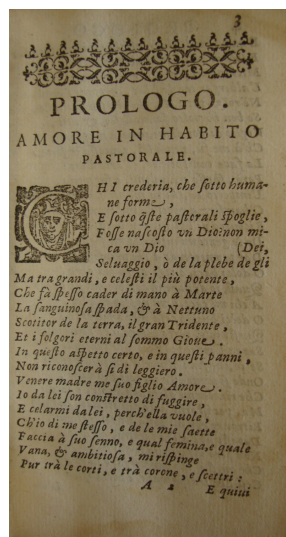 3
PROLOGO.
AMORE IN HABITO
PASTORALE.
CHI crederia, che ſotto huma-
ne forme,
E ſotto q̃ſte paſtorali ſpoglie,
Foſſe naſcoſto vn Dio? non mi-
ca vn Dio (Dei,
Seluaggio, ò de la plebe de gli
Ma tra grandi, e celeſti il più potente,
Che fà ſpeſſo cader di mano à Marte
La ſanguinoſa ſpada, & à Nettuno
Scotitor de la terra, il gran Tridente,
Et i folgori eterni al ſommo Gioue.
In queſto aſpetto certo, e in queſti panni,
Non riconoſcerà sì di leggiero.
Venere madre me ſuo figlio Amore.
Io da lei ſon conſtretto di fuggire,
E celarmi da lei, perch'ella vuole,
Ch'io di me ſteſſo, e de le mie ſaette
Faccia à ſuo ſenno, e qual femina, e quale
Vana, & ambitioſa, mi riſpinge
Pur trà le corti, e trà corone, e ſcettri:
A 2 E quiui